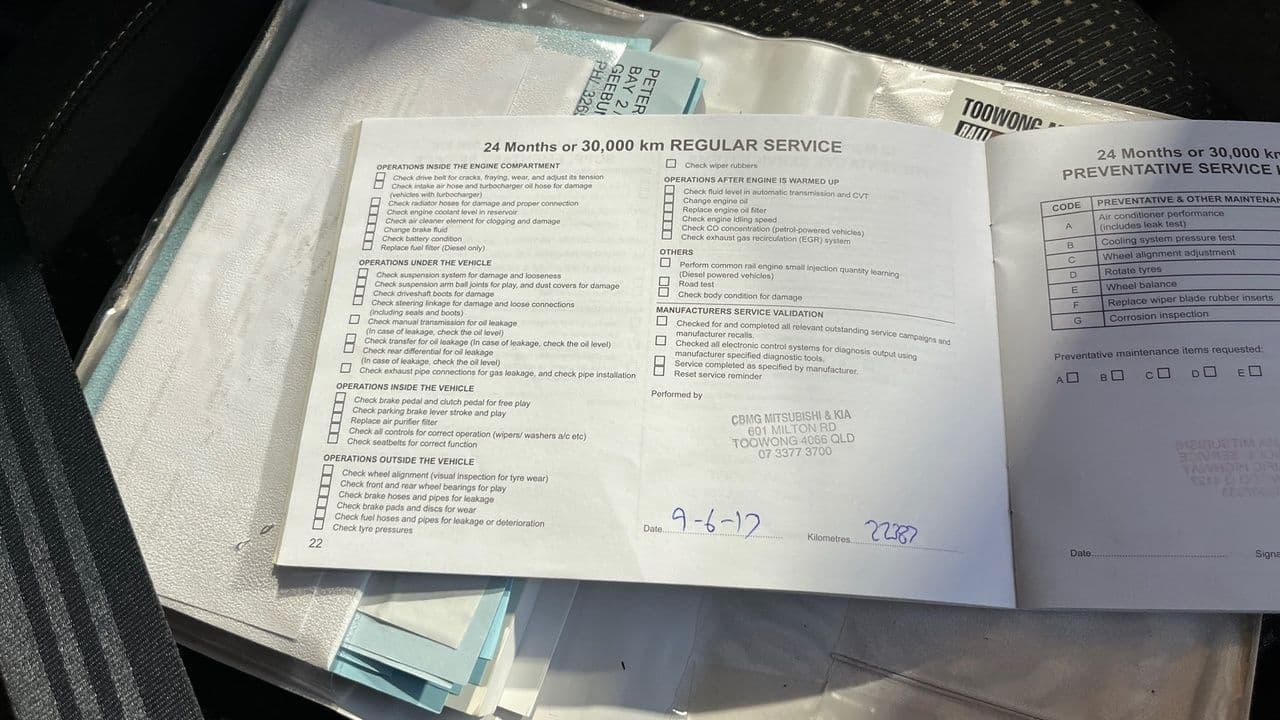 PETER
BAY 2
GEEBU
PH: 326
TOOWONG
24 Months or 30,000 km REGULAR SERVICE
OPERATIONS INSIDE THE ENGINE COMPARTMENT
Check drive belt for cracks, fraying, wear, and adjust its tension
Check intake air hose and turbocharger oil hose for damage
(vehicles with turbocharger)
Check radiator hoses for damage and proper connection
Check engine coolant level in reservoir
Check air cleaner element for clogging and damage
Change brake fluid
Check battery condition
Replace fuel filter (Diesel only)
OPERATIONS UNDER THE VEHICLE
Check suspension system for damage and looseness
Check suspension arm ball joints for play, and dust covers for damage
Check driveshaft boots for damage
Check steering linkage for damage and loose connections
(including seals and boots)
Check manual transmission for oil leakage
(In case of leakage, check the oil level)
Check transfer for oil leakage (In case of leakage, check the oil level)
Check rear differential for oil leakage
(In case of leakage, check the oil level)
Check exhaust pipe connections for gas leakage, and check pipe installation
OPERATIONS INSIDE THE VEHICLE
Check brake pedal and clutch pedal for free play
Check parking brake lever stroke and play
Replace air purifier filter
Check all controls for correct operation (wipers/ washers a/c etc)
Check seatbelts for correct function
OPERATIONS OUTSIDE THE VEHICLE
Check wheel alignment (visual inspection for tyre wear)
Check front and rear wheel bearings for play
Check brake hoses and pipes for leakage
Check brake pads and discs for wear
Check fuel hoses and pipes for leakage or deterioration
Check tyre pressures
22
Check wiper rubbers
OPERATIONS AFTER ENGINE IS WARMED UP
Check fluid level in automatic transmission and CVT
Change engine oil
Replace engine oil filter
Check engine idling speed
Check CO concentration (petrol-powered vehicles)
Check exhaust gas recirculation (EGR) system
OTHERS
Perform common rail engine small injection quantity learning
(Diesel powered vehicles)
Road test
Check body condition for damage
MANUFACTURERS SERVICE VALIDATION
Checked for and completed all relevant outstanding service campaigns and
manufacturer recalls.
Checked all electronic control systems for diagnosis output using
manufacturer specified diagnostic tools.
Service completed as specified by manufacturer.
Reset service reminder
Performed by
CBMG MITSUBISHI & KIA
601 MILTON RD
TOOWONG 4066 QLD
07 3377 3700
Date 9-6-17 Kilometres 22387
24 Months or 30,000 km
PREVENTATIVE SERVICE
CODE PREVENTATIVE & OTHER MAINTENAN
A Air conditioner performance
(includes leak test)
B Cooling system pressure test
C Wheel alignment adjustment
D Rotate tyres
E Wheel balance
F Replace wiper blade rubber inserts
G Corrosion inspection
Preventative maintenance items requested:
A B C D E
Date Signa